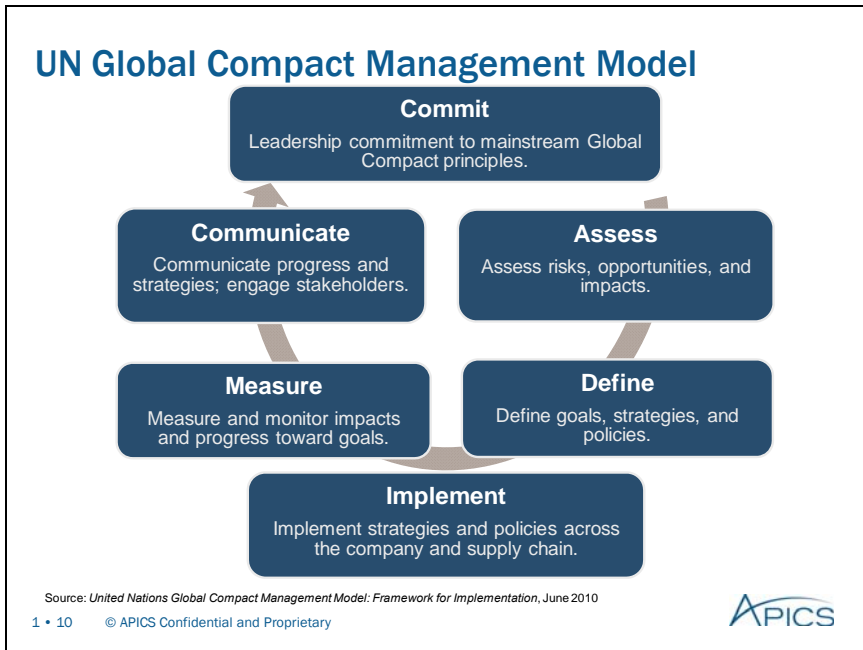 UN Global Compact Management Model
Commit
Leadership commitment to mainstream Global
Compact principles.
Communicate
Communicate progress and
strategies; engage stakeholders.
Assess
Assess risks, opportunities, and
impacts.
Measure
Measure and monitor impacts
and progress toward goals.
Define
Define goals, strategies, and
policies.
Implement
Implement strategies and policies across
the company and supply chain.
Source: United Nations Global Compact Management Model: Framework for Implementation, June 2010
1 • 10 © APICS Confidential and Proprietary
APICS